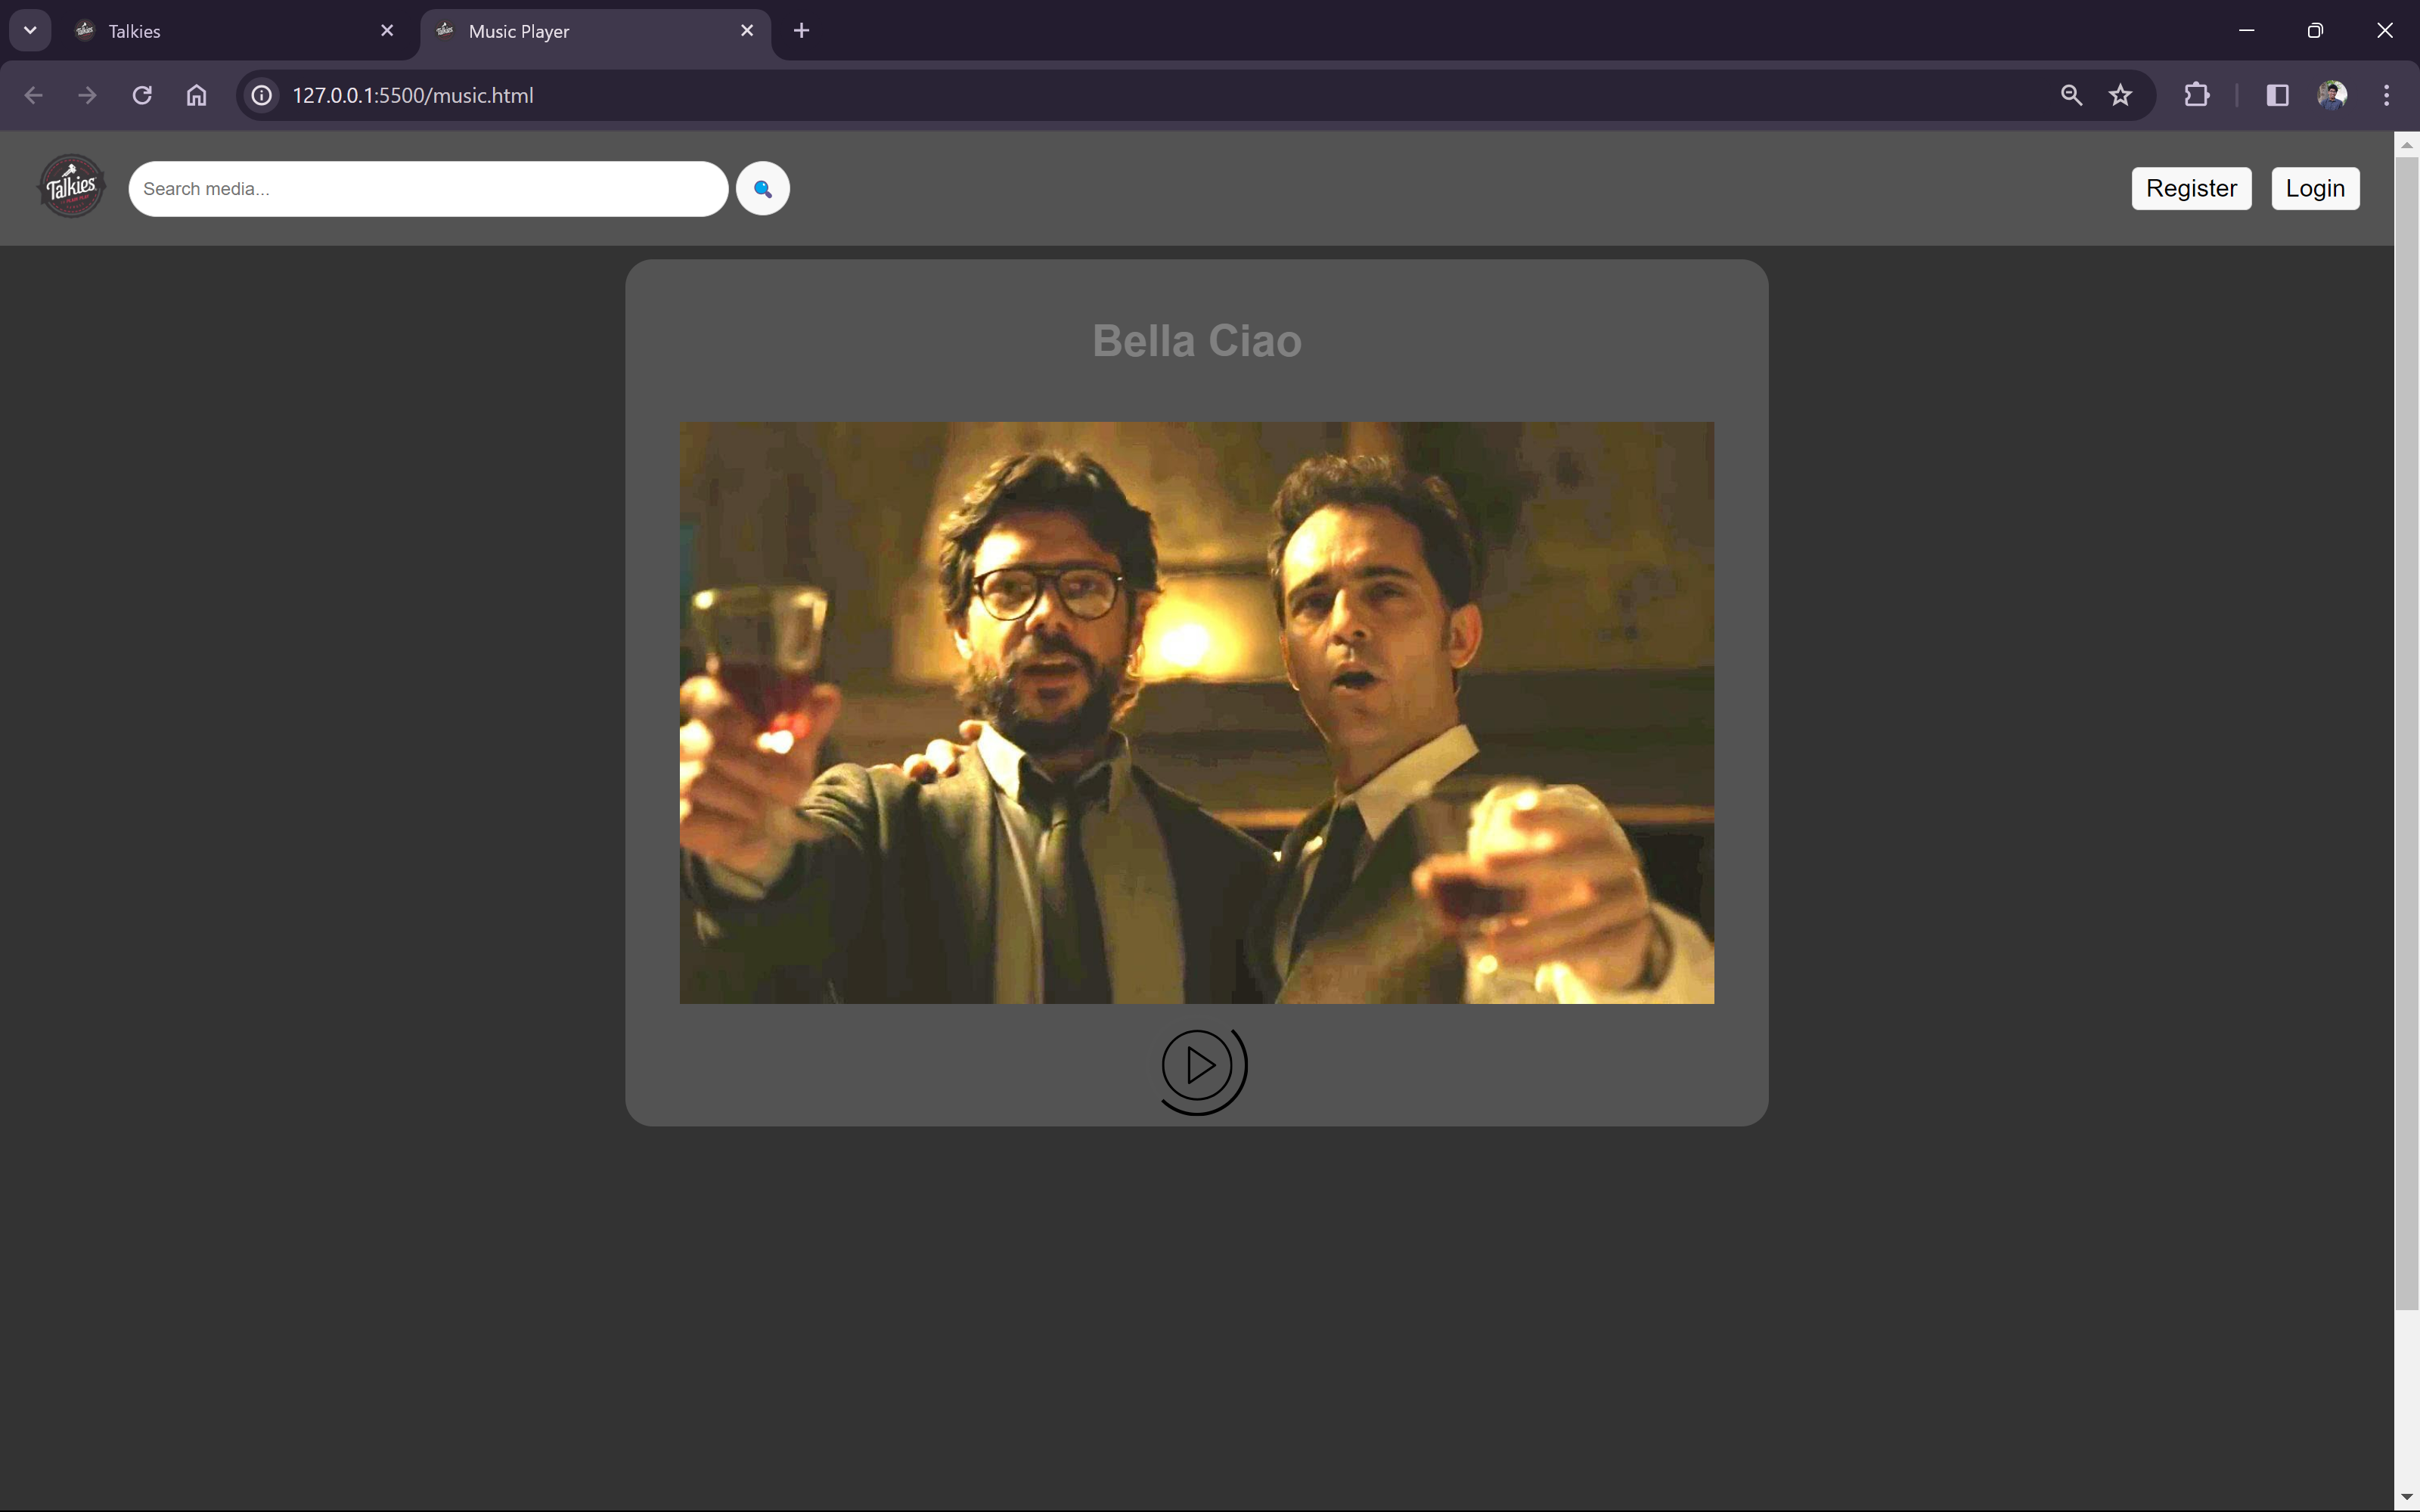 Talkies
Music Player
127.0.0.1:5500/music.html
Talkies
Search media...
Register
Login
Bella Ciao